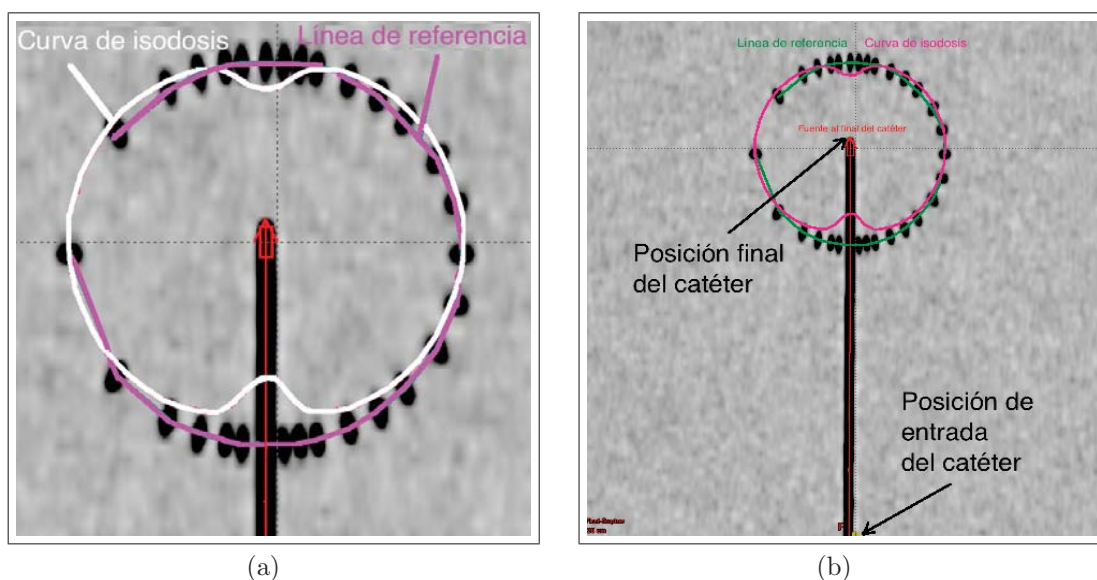 Curva de isodosis
Línea de referencia
(a)
Línea de referencia
Curva de isodosis
Fuente al final del catéter
Posición final
del catéter
Posición de
entrada
del catéter
(b)